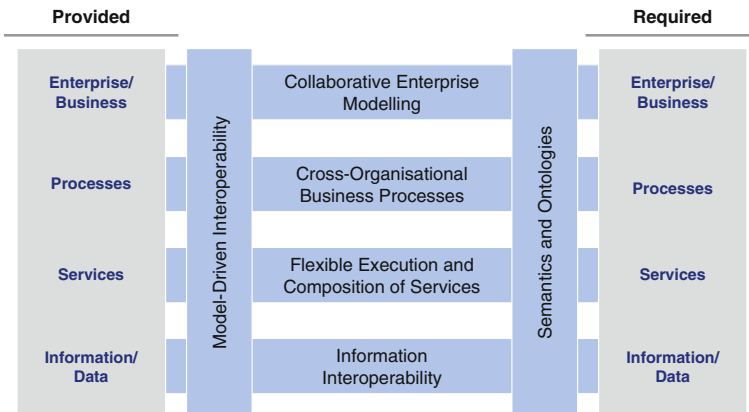 Provided
Required
Enterprise/
Business
Collaborative Enterprise
Modelling
Enterprise/
Business
Processes
Cross-Organisational
Business Processes
Processes
Services
Flexible Execution and
Composition of Services
Services
Information/
Data
Information
Interoperability
Information/
Data
Model-Driven Interoperability
Semantics and Ontologies